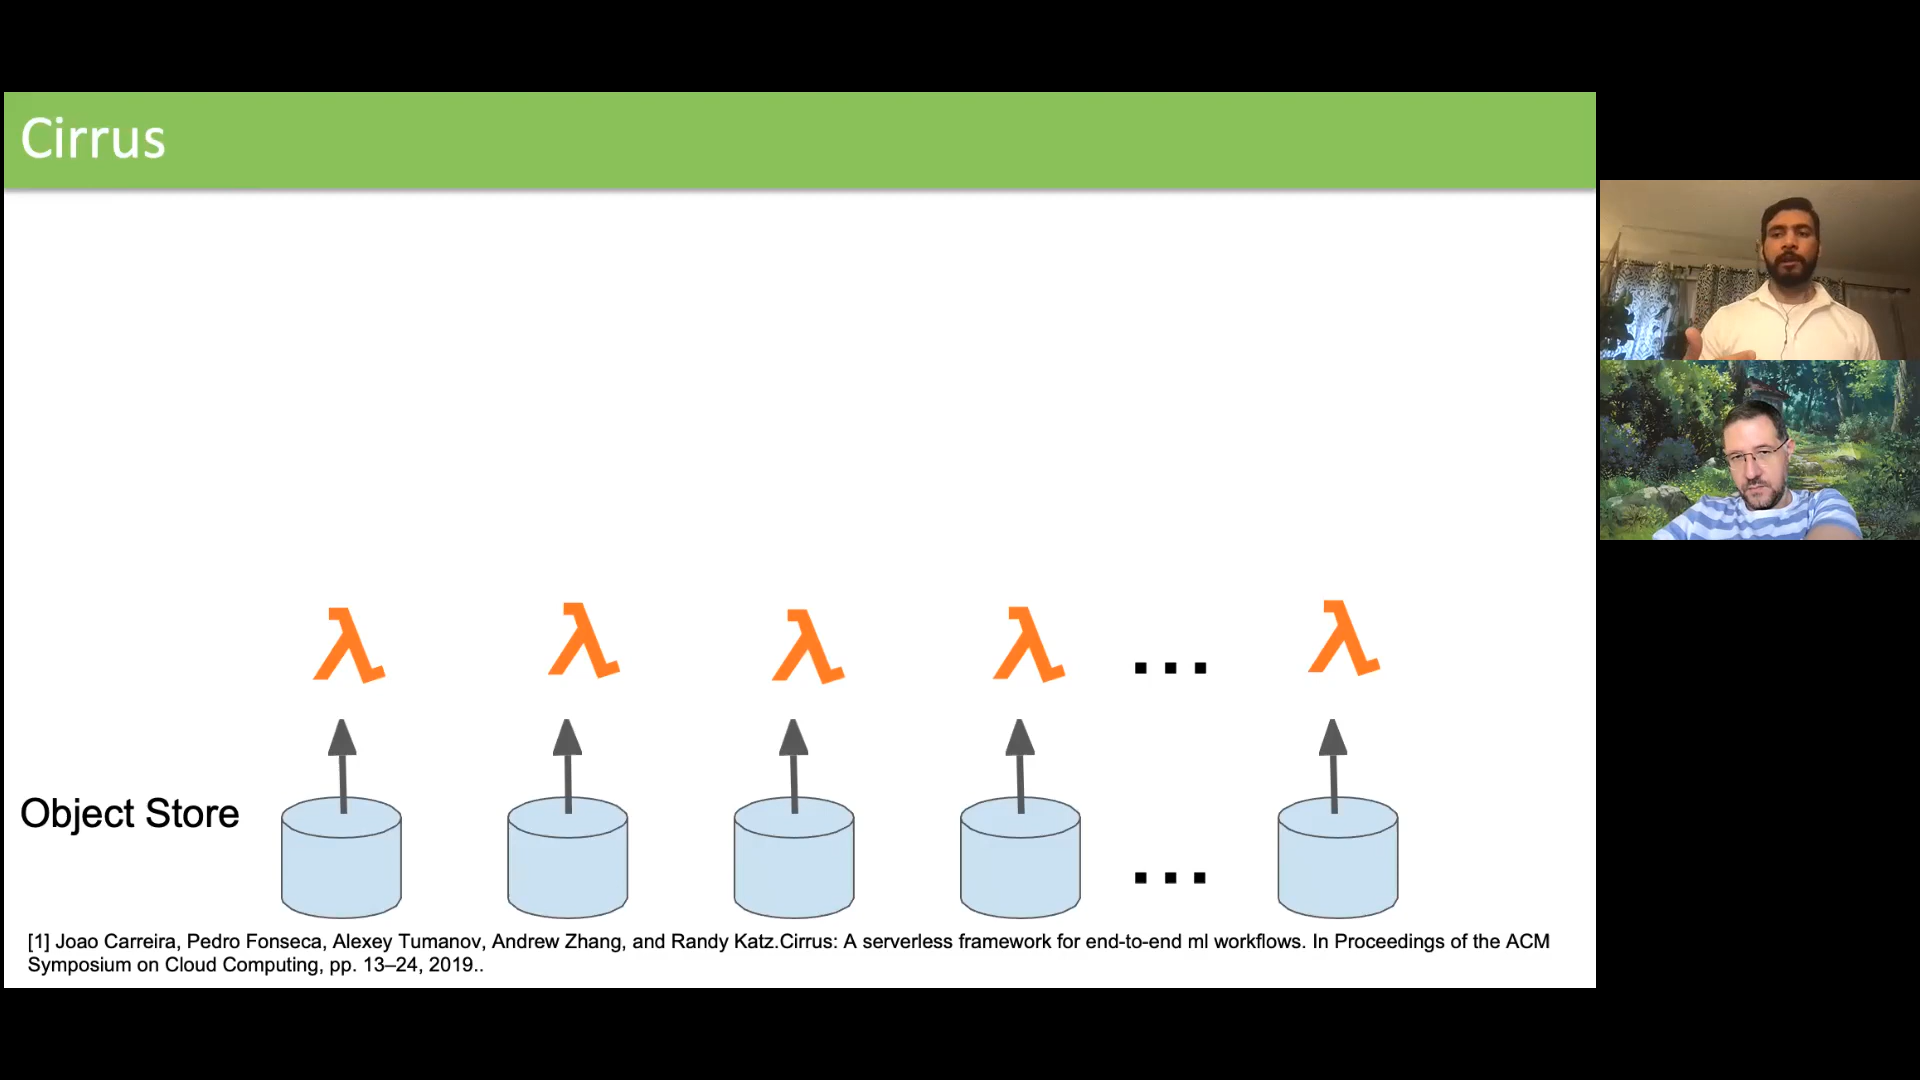 Cirrus
λ λ λ λ ... λ
Object Store
...
[1] Joao Carreira, Pedro Fonseca, Alexey Tumanov, Andrew Zhang, and Randy Katz.Cirrus: A serverless framework for end-to-end ml workflows. In Proceedings of the ACM
Symposium on Cloud Computing, pp. 13–24, 2019..